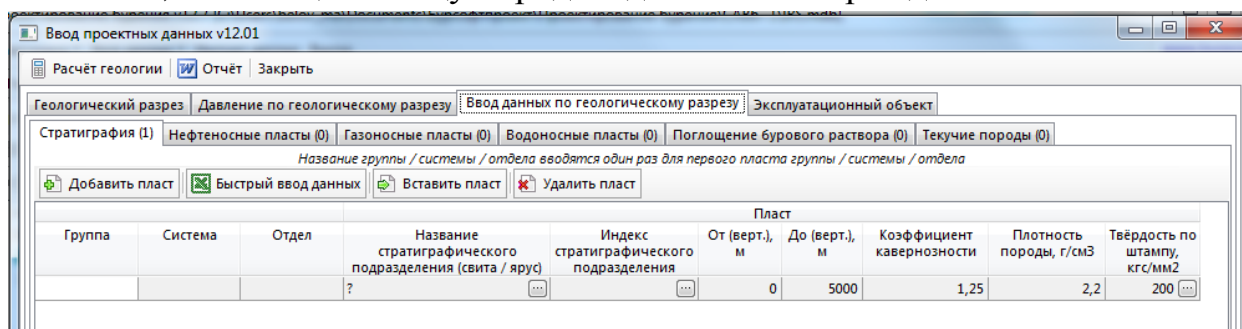 Ввод проектных данных v12.01
Расчёт геологии Отчёт Закрыть
Геологический разрез Давление по геологическому разрезу Ввод данных по геологическому разрезу Эксплуатационный объект
Стратиграфия (1) Нефтеносные пласты (0) Газоносные пласты (0) Водоносные пласты (0) Поглощение бурового раствора (0) Текучие породы (0)
Название группы / системы / отдела вводятся один раз для первого пласта группы / системы / отдела
Добавить пласт Быстрый ввод данных Вставить пласт Удалить пласт
Пласт
Группа Система Отдел Название Индекс От (верт.), До (верт.), Коэффициент Плотность Твёрдость по
стратиграфического стратиграфического м м кавернозности породы, г/см3 штампу,
подразделения (свита / ярус) подразделения кгс/мм2
? ... ... 0 5000 1,25 2,2 200 ...